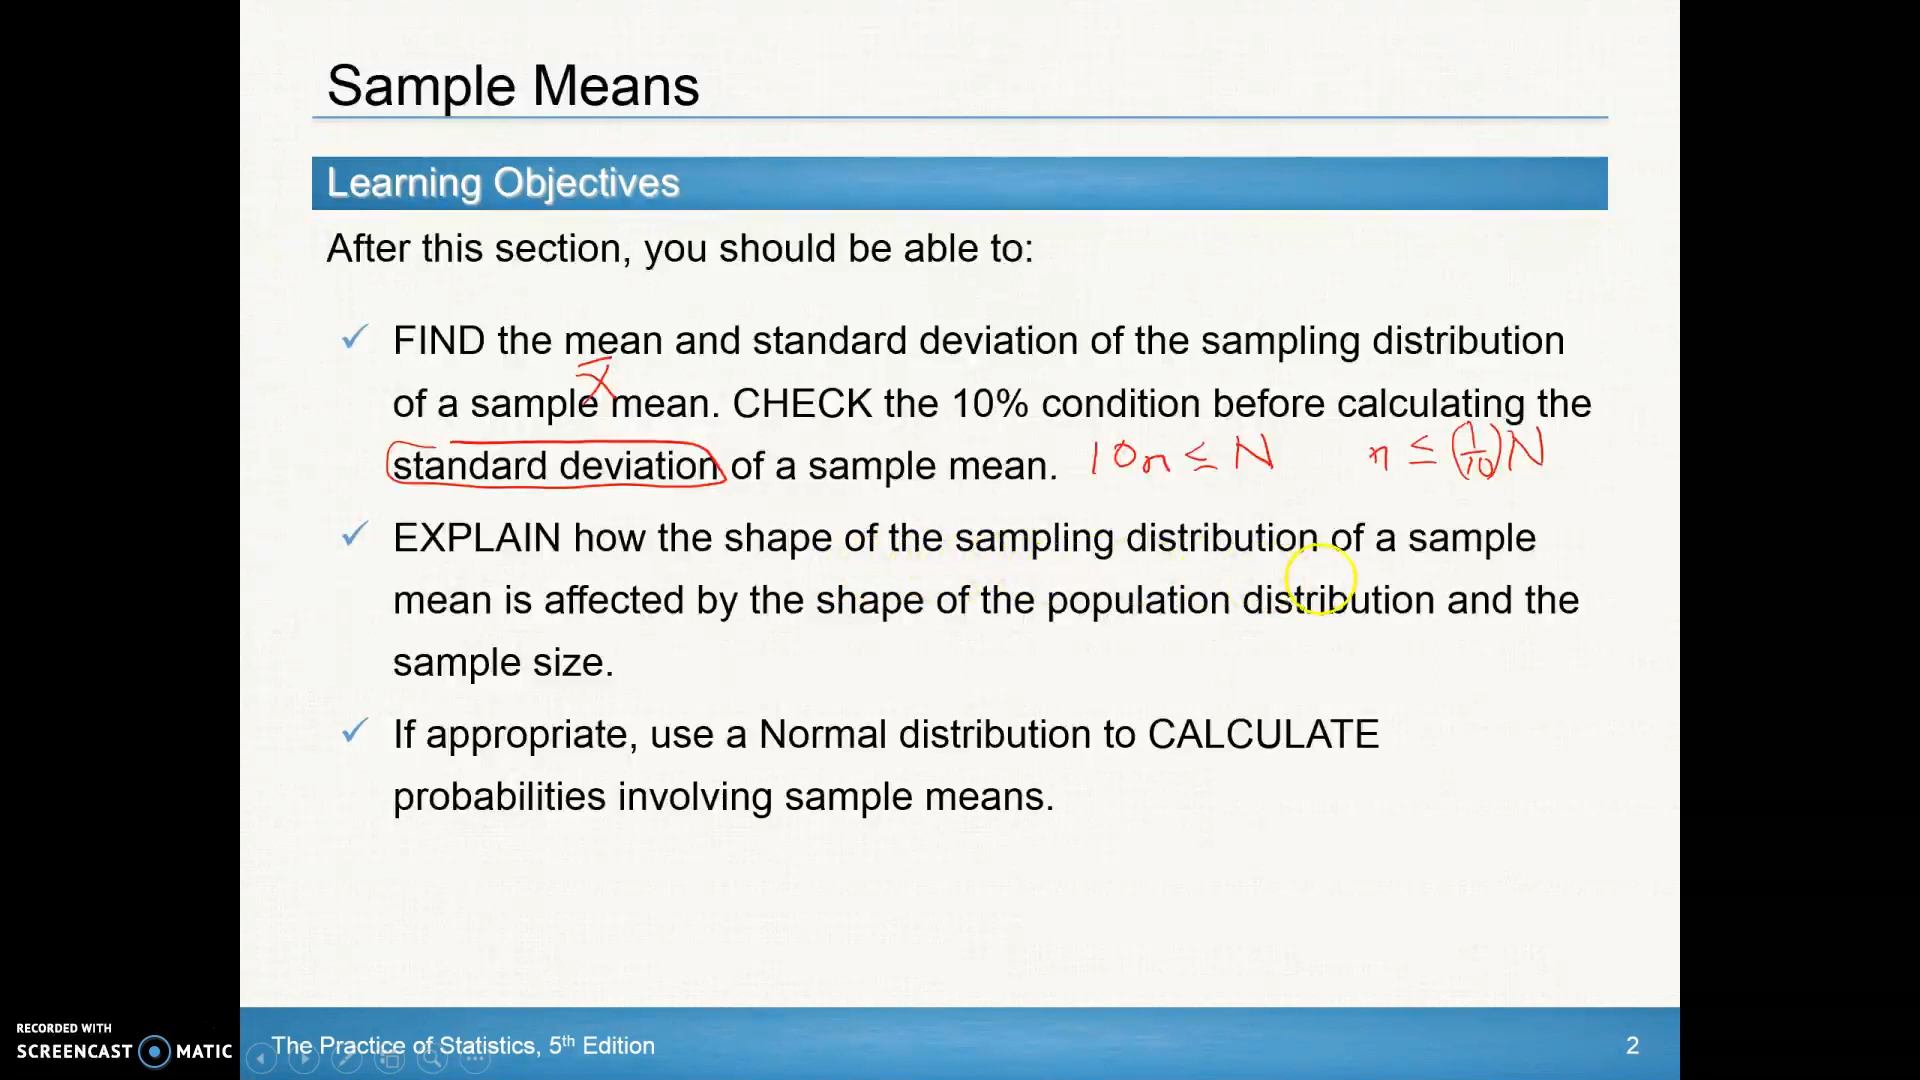 Sample Means
Learning Objectives
After this section, you should be able to:
✓ FIND the mean and standard deviation of the sampling distribution
x̄
of a sample mean. CHECK the 10% condition before calculating the
standard deviation of a sample mean. 10n ≤ N n ≤ (1/10)N
✓ EXPLAIN how the shape of the sampling distribution of a sample
mean is affected by the shape of the population distribution and the
sample size.
✓ If appropriate, use a Normal distribution to CALCULATE
probabilities involving sample means.
RECORDED WITH
SCREENCAST MATIC
The Practice of Statistics, 5th Edition
2